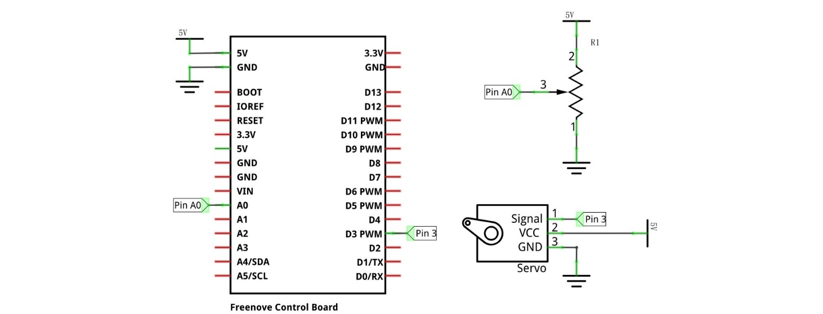 5V
5V
3.3V
GND
GND
BOOT
D13
IOREF
D12
RESET
D11 PWM
3.3V
D10 PWM
5V
D9 PWM
GND
D8
GND
D7
VIN
D6 PWM
Pin A0
A0
D5 PWM
A1
D4
A2
D3 PWM
Pin 3
A3
D2
A4/SDA
D1/TX
A5/SCL
D0/RX
Freenove Control Board
5V
R1
2
Pin A0
3
1
Signal
1
Pin 3
VCC
2
5V
GND
3
Servo